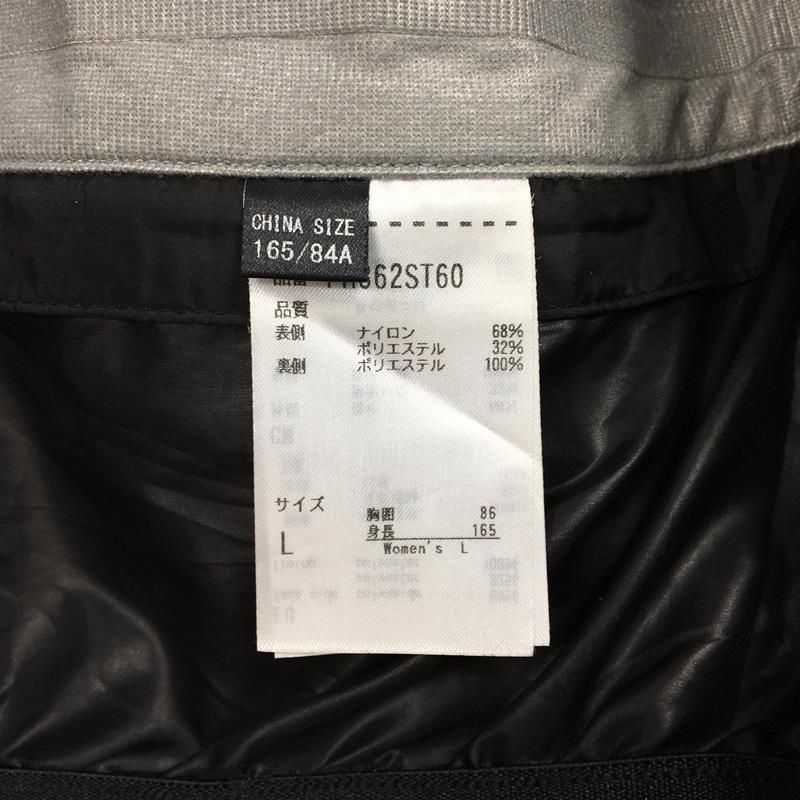 CHINA SIZE
165/84A
品番
品質
表側 ナイロン 68%
ポリエステル 32%
裏側 ポリエステル 100%
サイズ
L
胸囲 86
身長 165
Women's L